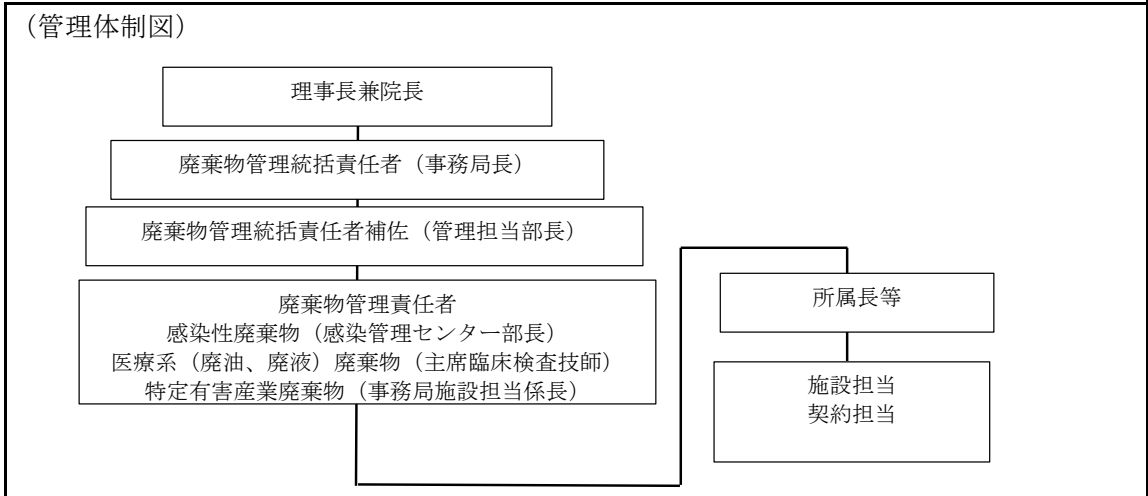 （管理体制図）
理事長兼院長
廃棄物管理統括責任者（事務局長）
廃棄物管理統括責任者補佐（管理担当部長）
廃棄物管理責任者
感染性廃棄物（感染管理センター部長）
医療系（廃油、廃液）廃棄物（主席臨床検査技師）
特定有害産業廃棄物（事務局施設担当係長）
所属長等
施設担当
契約担当